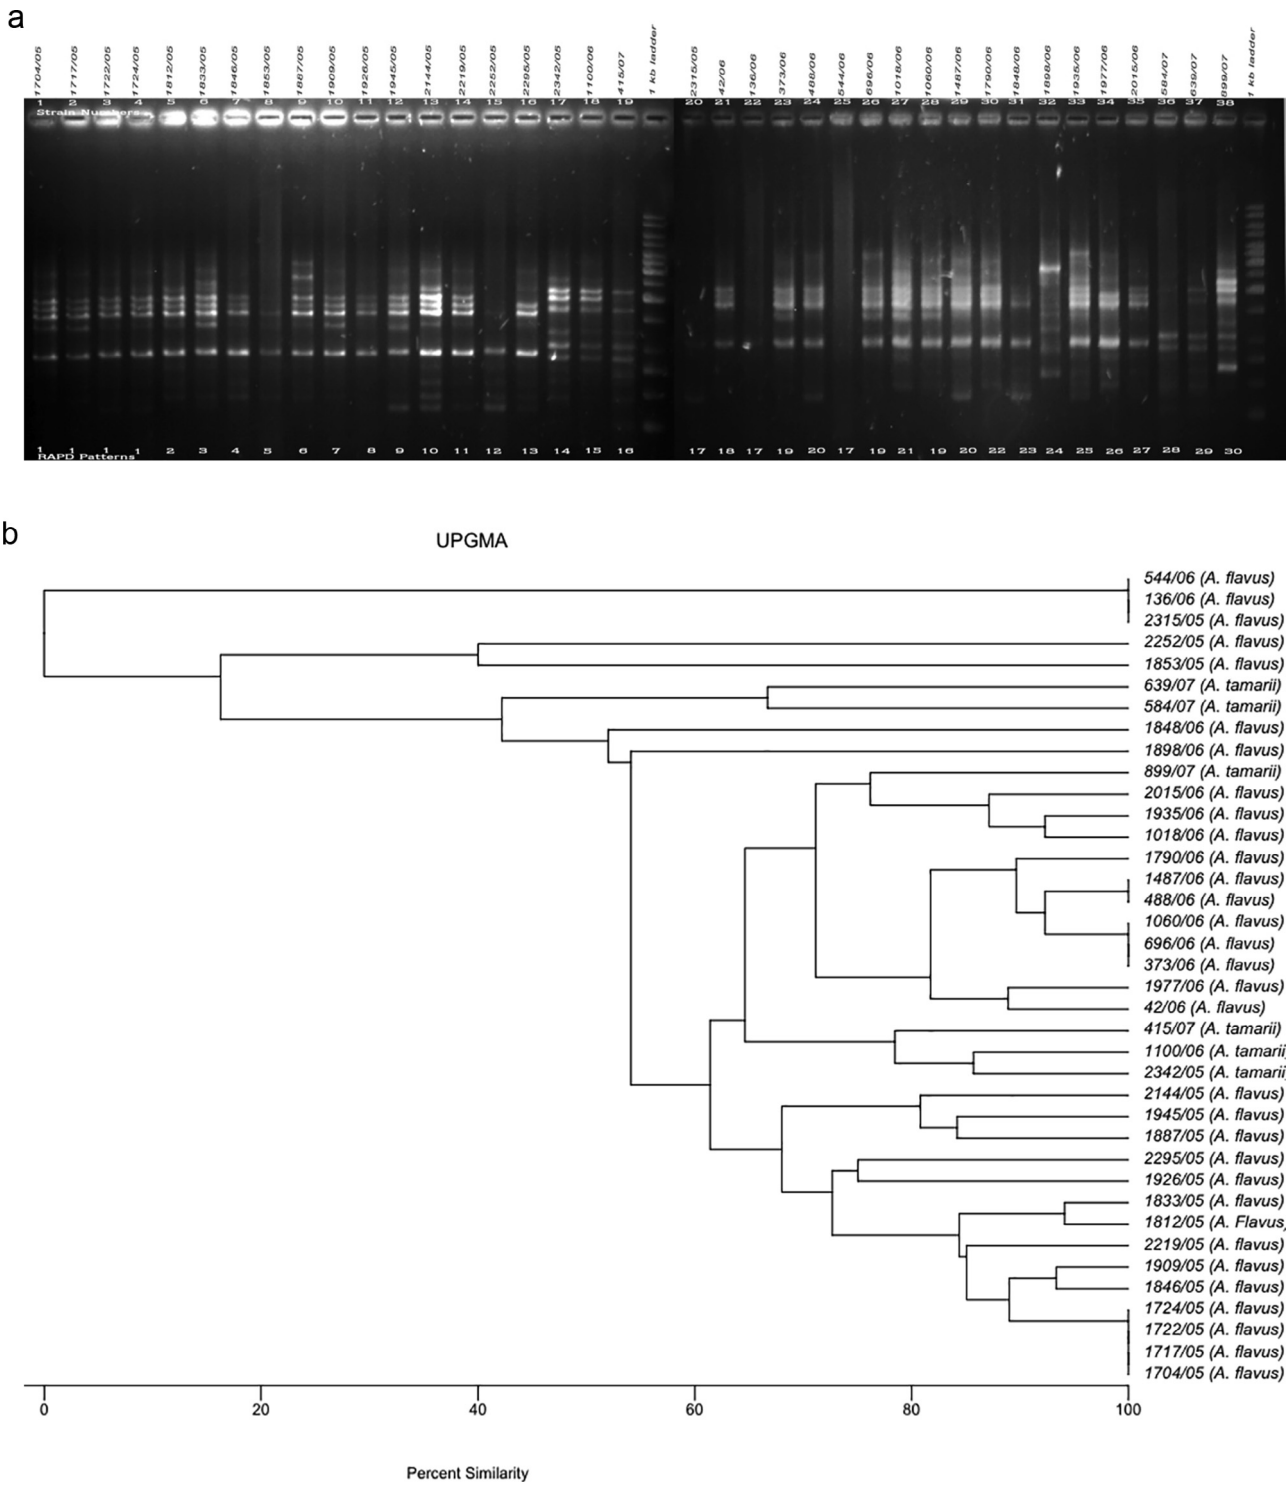 a
1704/05 1717/05 1722/05 1724/05 1812/05 1833/05 1846/05 1853/05 1887/05 1909/05 1926/05 1945/05 2144/05 2219/05 2252/05 2295/05 2342/05 1100/06 415/07 1 kb ladder 2315/05 42/06 136/06 373/06 488/06 544/06 696/06 1018/06 1060/06 1487/06 1790/06 1848/06 1898/06 1935/06 1977/06 2015/06 584/07 639/07 899/07 1 kb ladder
1 2 3 4 5 6 7 8 9 10 11 12 13 14 15 16 17 18 19 20 21 22 23 24 25 26 27 28 29 30 31 32 33 34 35 36 37 38
Strain Numbers
1 1 1 1 2 3 4 5 6 7 8 9 10 11 12 13 14 15 16 17 18 17 19 20 17 19 21 19 20 22 23 24 25 26 27 28 29 30
RAPD Patterns
b
UPGMA
544/06 (A. flavus)
136/06 (A. flavus)
2315/05 (A. flavus)
2252/05 (A. flavus)
1853/05 (A. flavus)
639/07 (A. tamarii)
584/07 (A. tamarii)
1848/06 (A. flavus)
1898/06 (A. flavus)
899/07 (A. tamarii)
2015/06 (A. flavus)
1935/06 (A. flavus)
1018/06 (A. flavus)
1790/06 (A. flavus)
1487/06 (A. flavus)
488/06 (A. flavus)
1060/06 (A. flavus)
696/06 (A. flavus)
373/06 (A. flavus)
1977/06 (A. flavus)
42/06 (A. flavus)
415/07 (A. tamarii)
1100/06 (A. tamarii)
2342/05 (A. tamarii)
2144/05 (A. flavus)
1945/05 (A. flavus)
1887/05 (A. flavus)
2295/05 (A. flavus)
1926/05 (A. flavus)
1833/05 (A. flavus)
1812/05 (A. Flavus)
2219/05 (A. flavus)
1909/05 (A. flavus)
1846/05 (A. flavus)
1724/05 (A. flavus)
1722/05 (A. flavus)
1717/05 (A. flavus)
1704/05 (A. flavus)
0 20 40 60 80 100
Percent Similarity